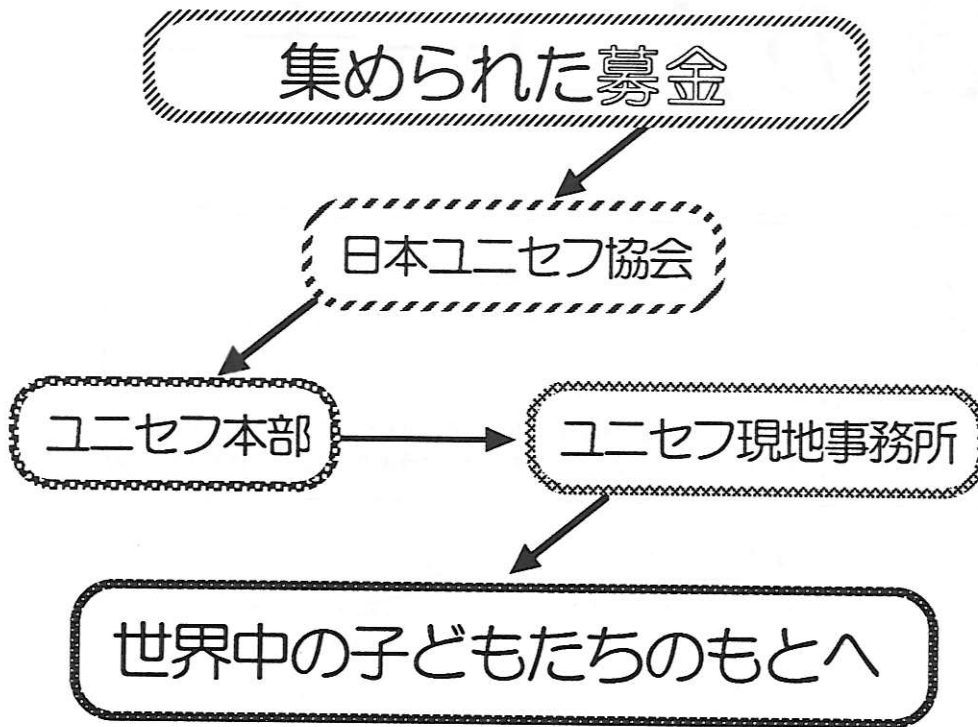 集められた募金
日本ユニセフ協会
ユニセフ本部
ユニセフ現地事務所
世界中の子どもたちのもとへ